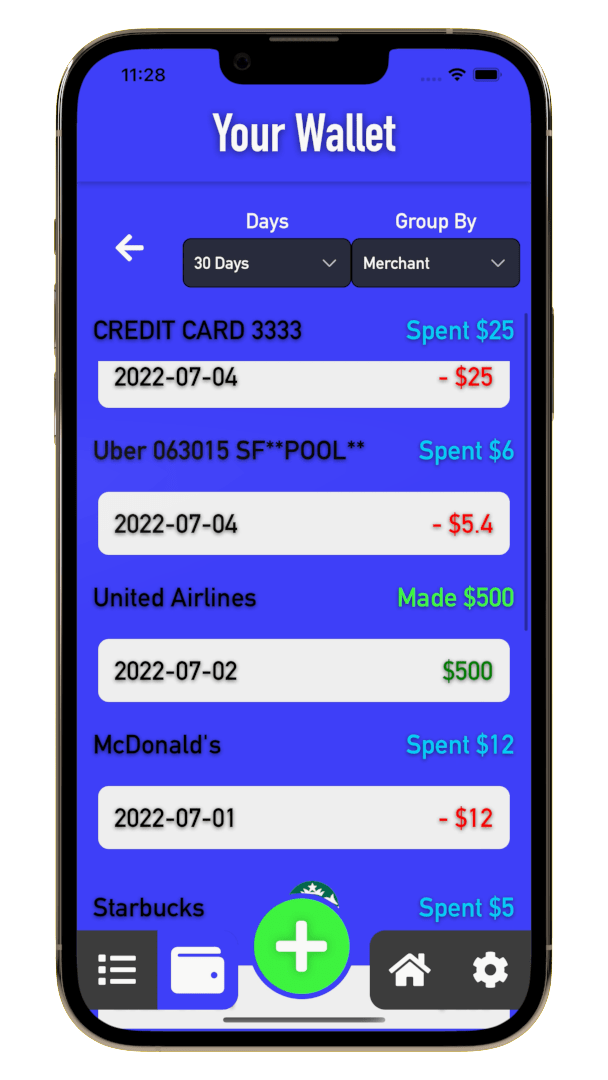 11:28
Your Wallet
Days
Group By
30 Days
Merchant
CREDIT CARD 3333 Spent $25
2022-07-04 - $25
Uber 063015 SF**POOL** Spent $6
2022-07-04 - $5.4
United Airlines Made $500
2022-07-02 $500
McDonald's Spent $12
2022-07-01 - $12
Starbucks Spent $5